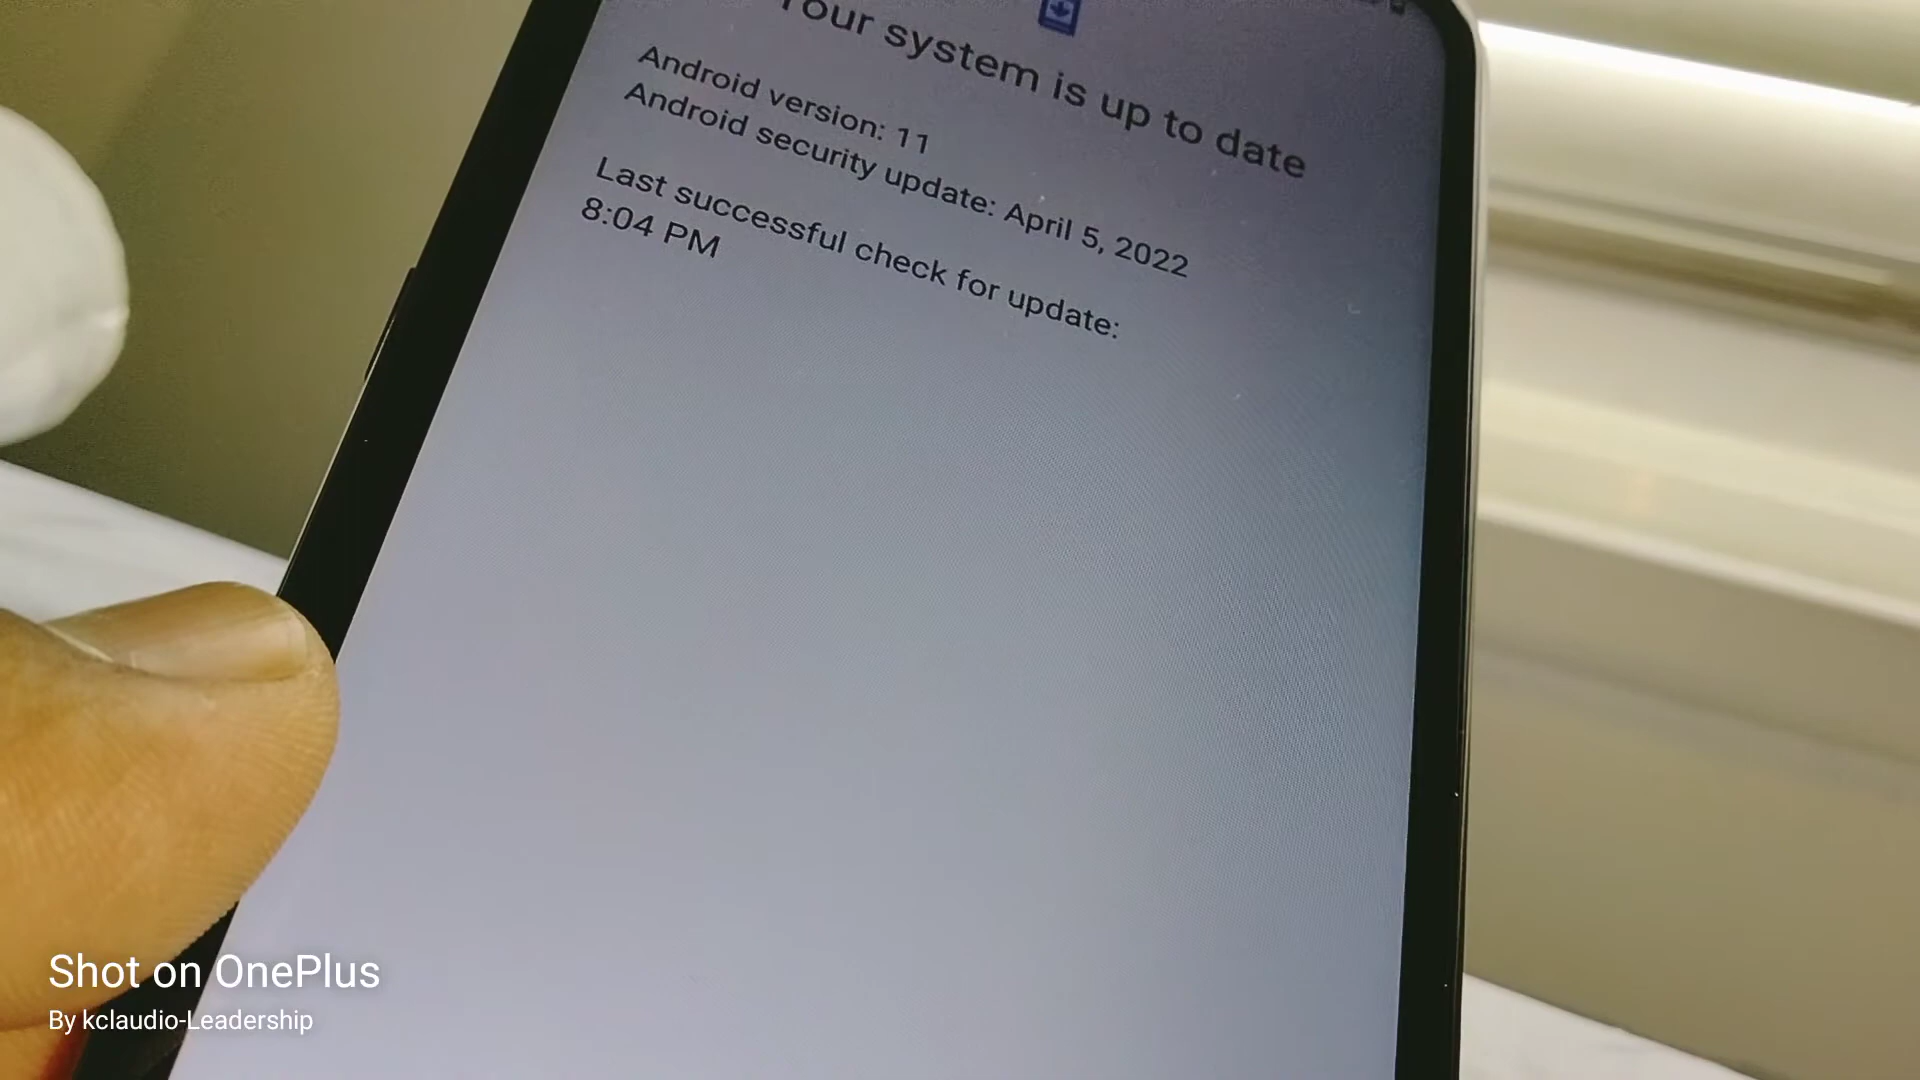 Your system is up to date
Android version: 11
Android security update: April 5, 2022
Last successful check for update:
8:04 PM
Shot on OnePlus
By kclaudio-Leadership